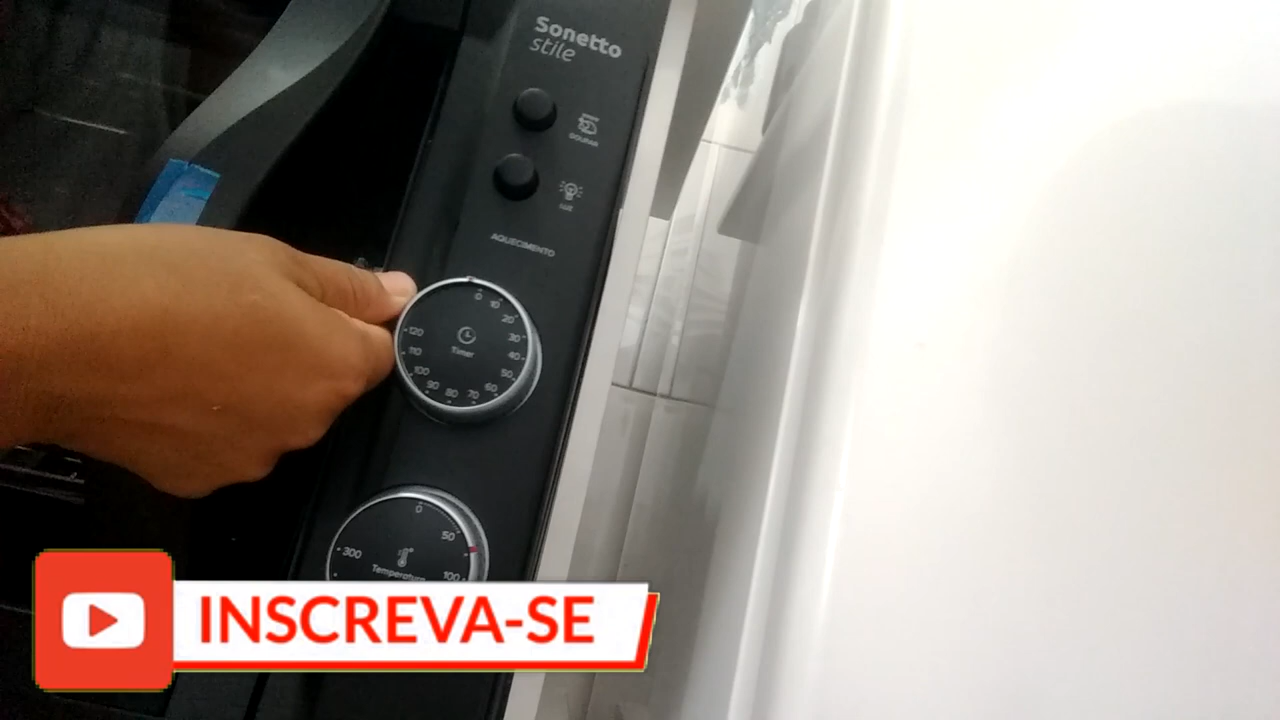 Sonetto
stile
DOURAR
LUZ
AQUECIMENTO
0
10
20
30
40
50
60
70
80
90
100
110
120
Timer
0
50
100
300
Temperatura
INSCREVA-SE